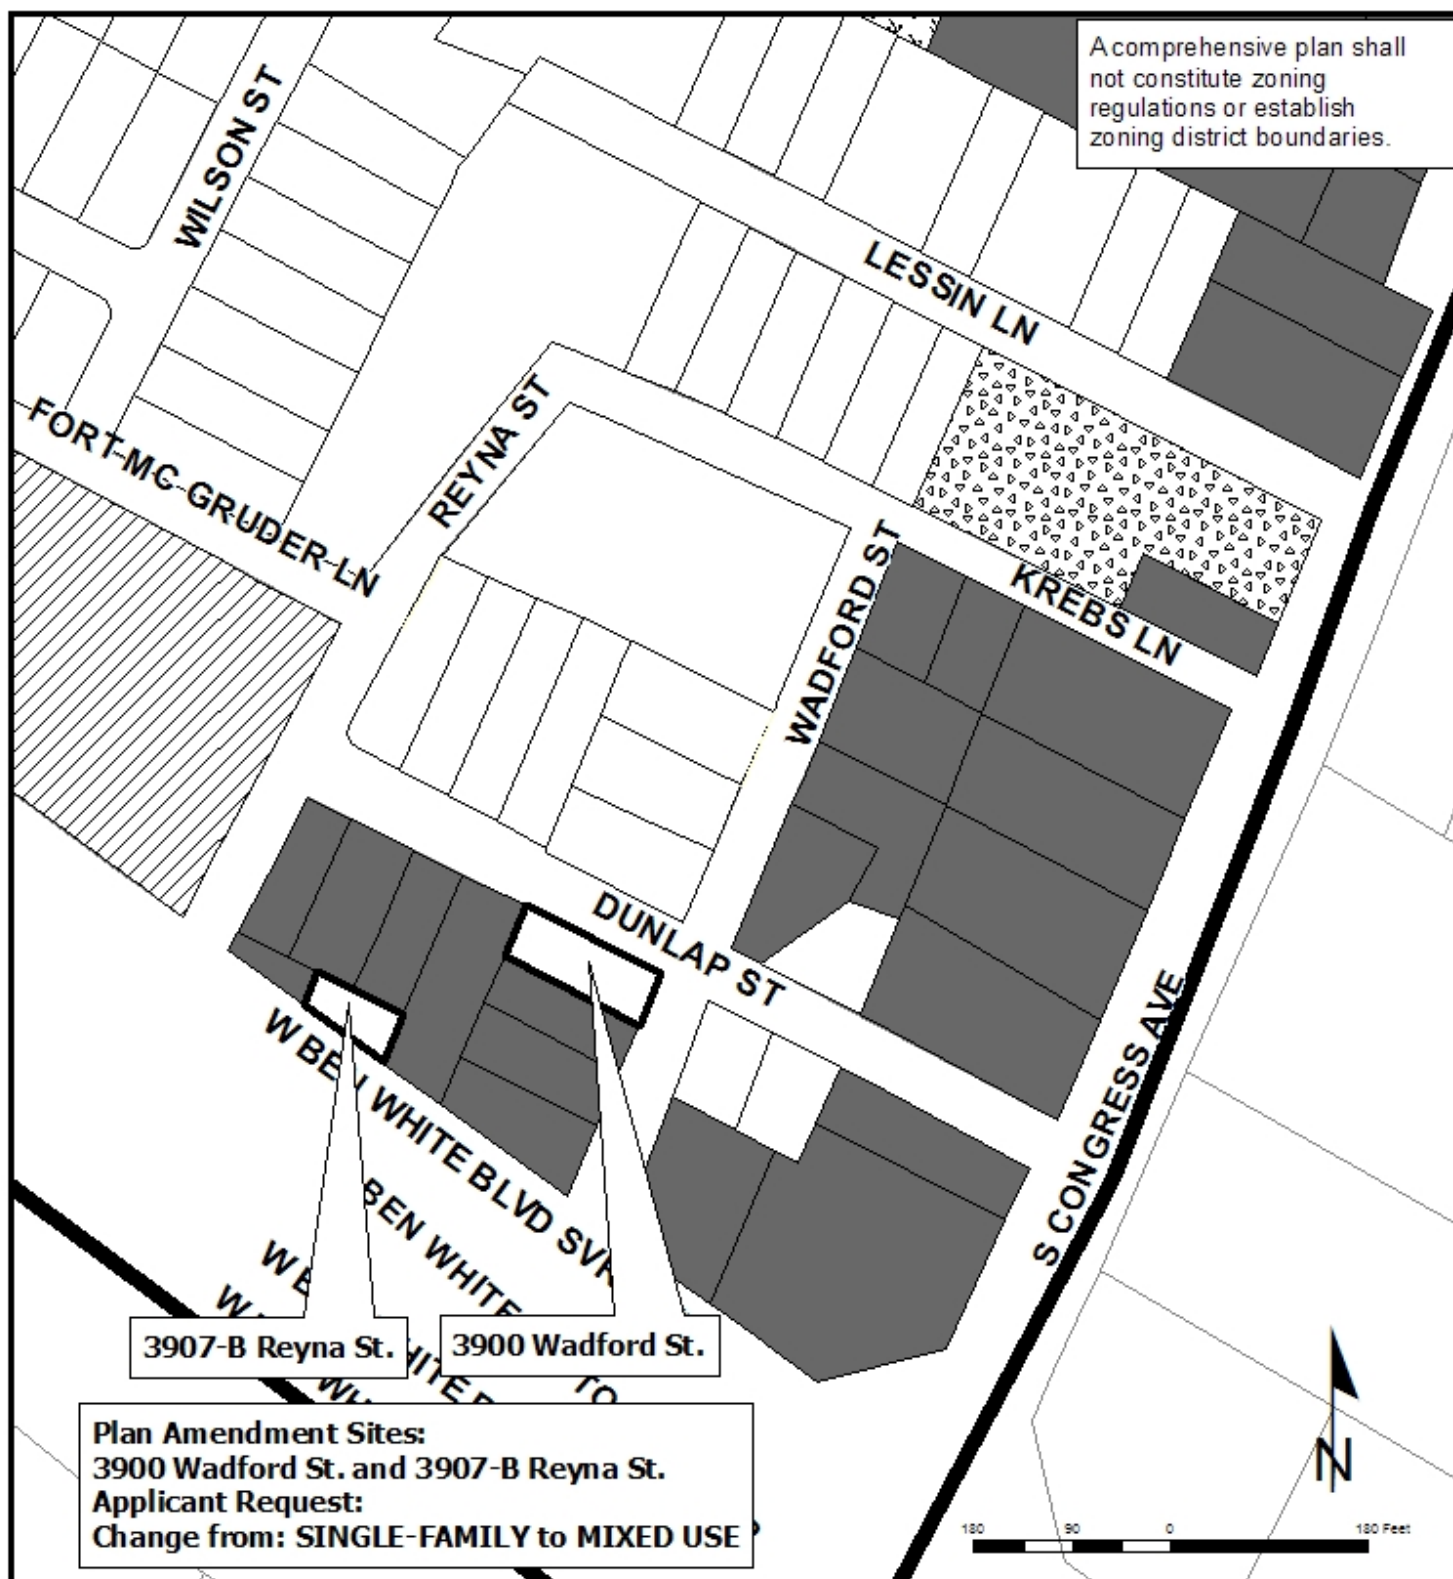 A comprehensive plan shall
not constitute zoning
regulations or establish
zoning district boundaries.
WILSON ST
LESSIN LN
REYNA ST
FORT MC GRUDER LN
WADFORD ST
KREBS LN
DUNLAP ST
W BEN WHITE BLVD SVR
S CONGRESS AVE
BEN WHITE
TO
3907-B Reyna St.
3900 Wadford St.
Plan Amendment Sites:
3900 Wadford St. and 3907-B Reyna St.
Applicant Request:
Change from: SINGLE-FAMILY to MIXED USE
N
180 90 0 180 Feet